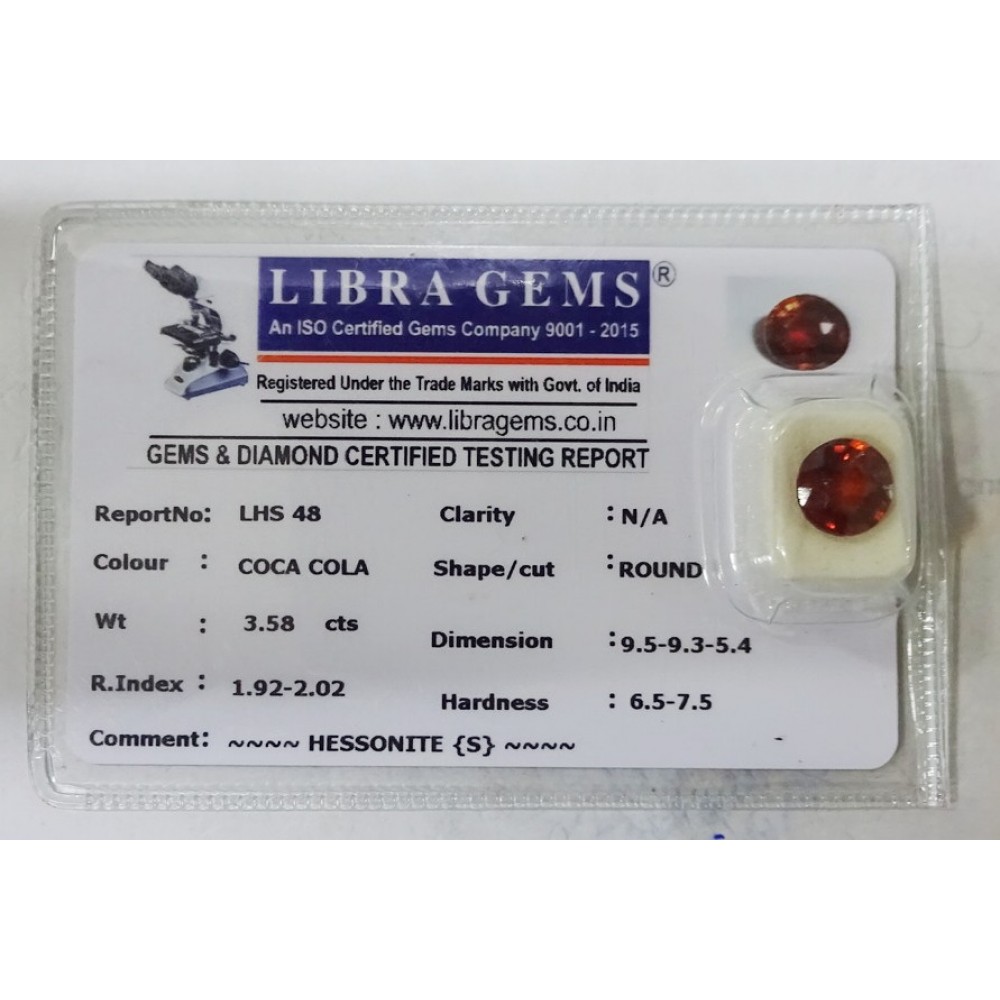 LIBRA GEMS®
An ISO Certified Gems Company 9001 - 2015
Registered Under the Trade Marks with Govt. of India
website : www.libragems.co.in
GEMS & DIAMOND CERTIFIED TESTING REPORT
ReportNo: LHS 48 Clarity : N/A
Colour : COCA COLA Shape/cut : ROUND
Wt : 3.58 cts Dimension : 9.5-9.3-5.4
R.Index : 1.92-2.02 Hardness : 6.5-7.5
Comment: ~~~~ HESSONITE {S} ~~~~